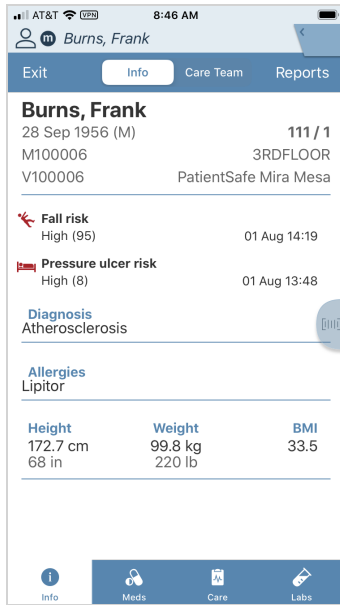 AT&T VPN 8:46 AM
m Burns, Frank
Exit Info Care Team Reports
Burns, Frank
28 Sep 1956 (M) 111 / 1
M100006 3RDFLOOR
V100006 PatientSafe Mira Mesa
Fall risk
High (95) 01 Aug 14:19
Pressure ulcer risk
High (8) 01 Aug 13:48
Diagnosis
Atherosclerosis
Allergies
Lipitor
Height Weight BMI
172.7 cm 99.8 kg 33.5
68 in 220 lb
i
Info Meds Care Labs